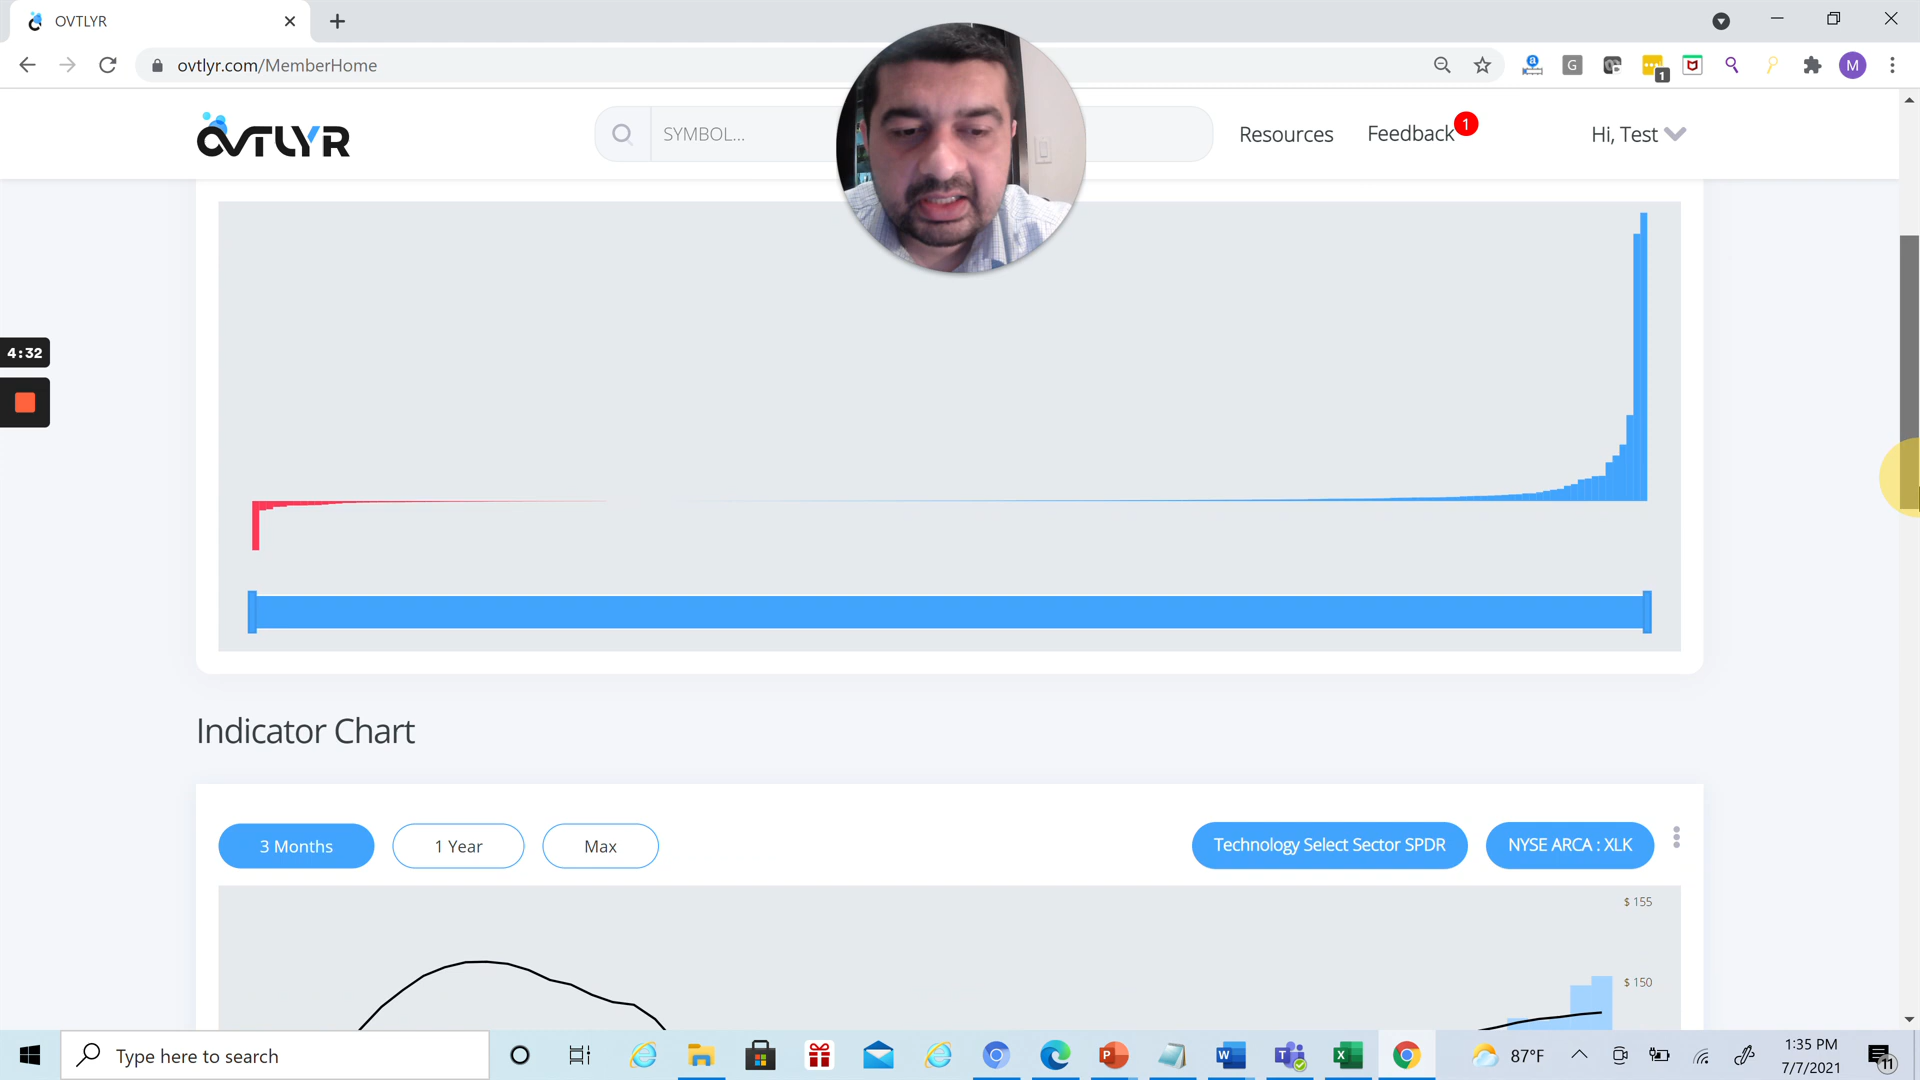 OVTLYR
ovtlyr.com/MemberHome
G
1
M
OVTLYR
SYMBOL...
Resources
Feedback
1
Hi, Test
4:32
Indicator Chart
3 Months
1 Year
Max
Technology Select Sector SPDR
NYSE ARCA : XLK
$ 155
$ 150
Type here to search
87°F
1:35 PM
7/7/2021
11